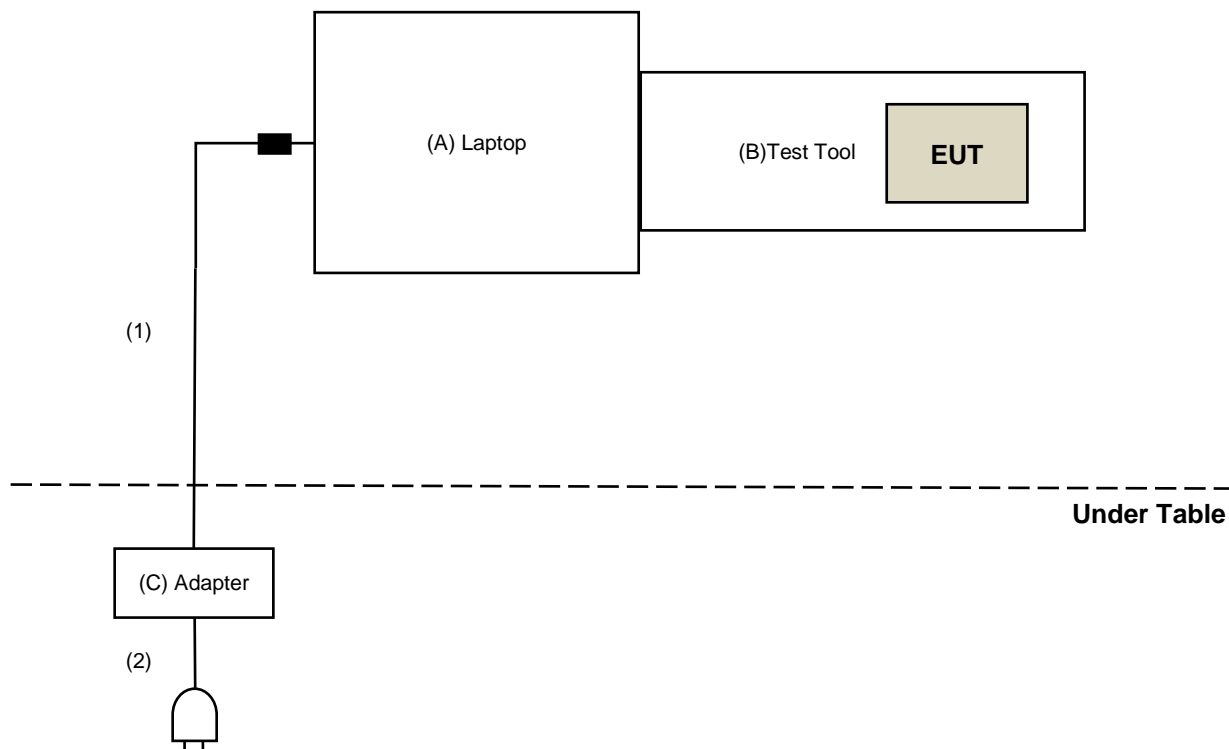 (A) Laptop
(B)Test Tool
EUT
(1)
Under Table
(C) Adapter
(2)